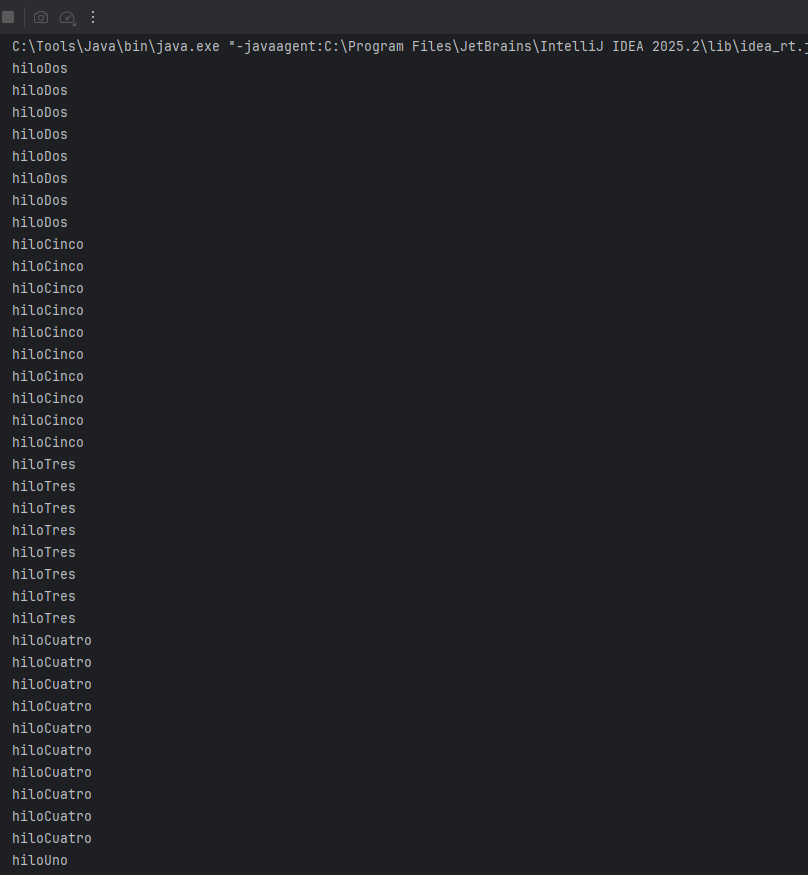 C:\Tools\Java\bin\java.exe "-javaagent:C:\Program Files\JetBrains\IntelliJ IDEA 2025.2\lib\idea_rt.j
hiloDos
hiloDos
hiloDos
hiloDos
hiloDos
hiloDos
hiloDos
hiloDos
hiloCinco
hiloCinco
hiloCinco
hiloCinco
hiloCinco
hiloCinco
hiloCinco
hiloCinco
hiloCinco
hiloCinco
hiloTres
hiloTres
hiloTres
hiloTres
hiloTres
hiloTres
hiloTres
hiloTres
hiloCuatro
hiloCuatro
hiloCuatro
hiloCuatro
hiloCuatro
hiloCuatro
hiloCuatro
hiloCuatro
hiloCuatro
hiloCuatro
hiloUno